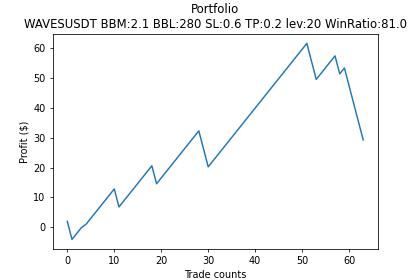 Portfolio
WAVESUSDT BBM:2.1 BBL:280 SL:0.6 TP:0.2 lev:20 WinRatio:81.0
Profit ($)
60
50
40
30
20
10
0
0 10 20 30 40 50 60
Trade counts